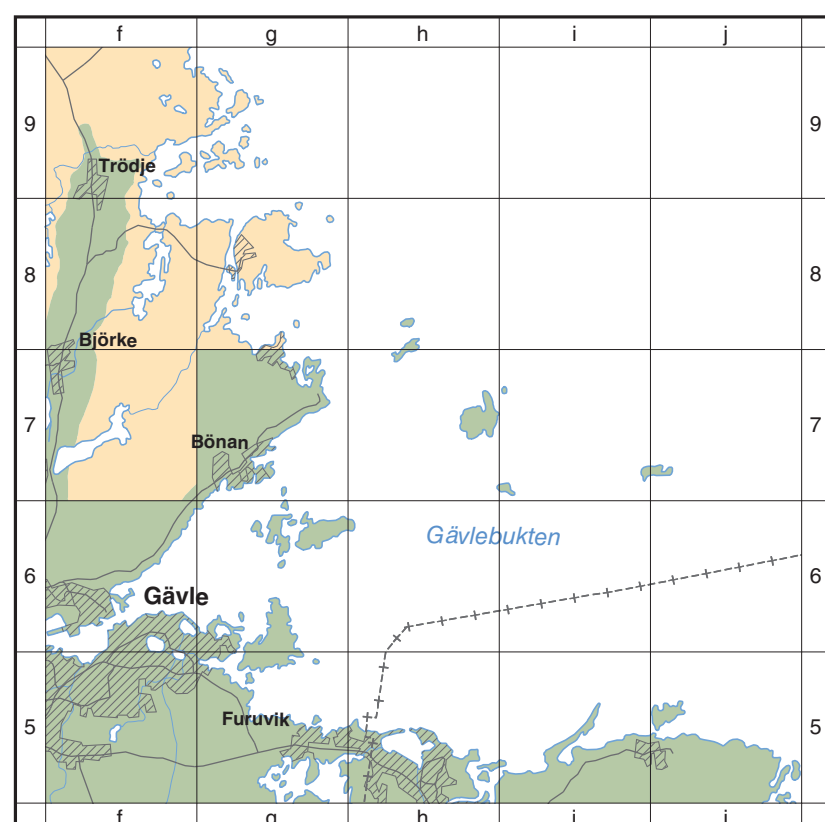 f g h i j
9 9
Trödje
8 8
Björke
7 7
Bönan
Gävlebukten
6 6
Gävle
Furuvik
5 5
f g h i j